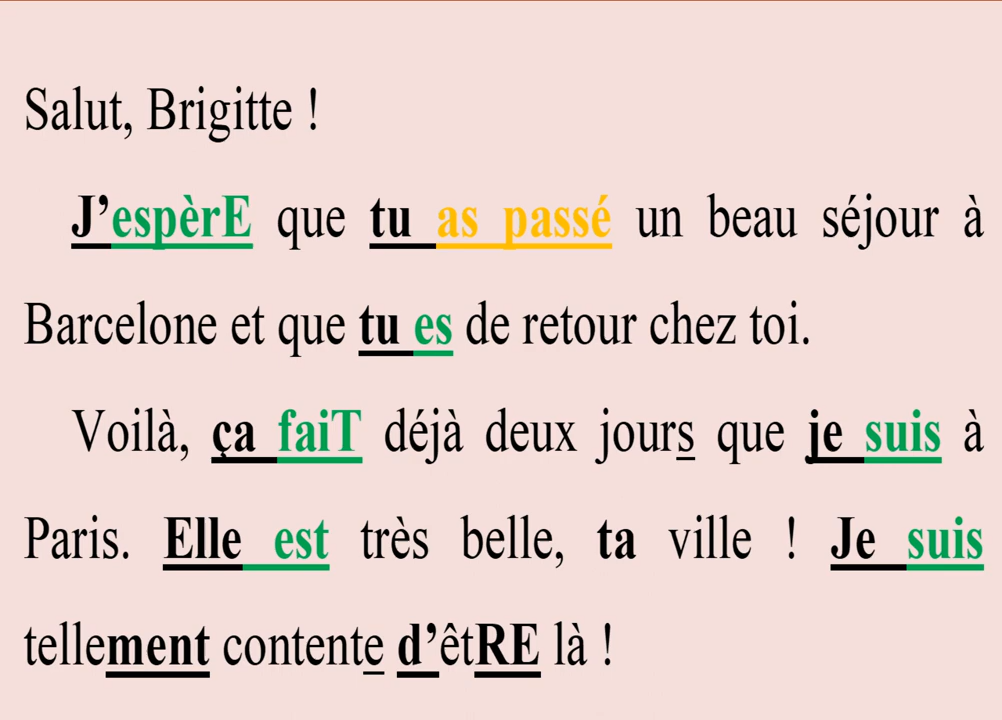 Salut, Brigitte !
J’espèrE que tu as passé un beau séjour à
Barcelone et que tu es de retour chez toi.
Voilà, ça faiT déjà deux jours que je suis à
Paris. Elle est très belle, ta ville ! Je suis
tellement contente d’êtRE là !